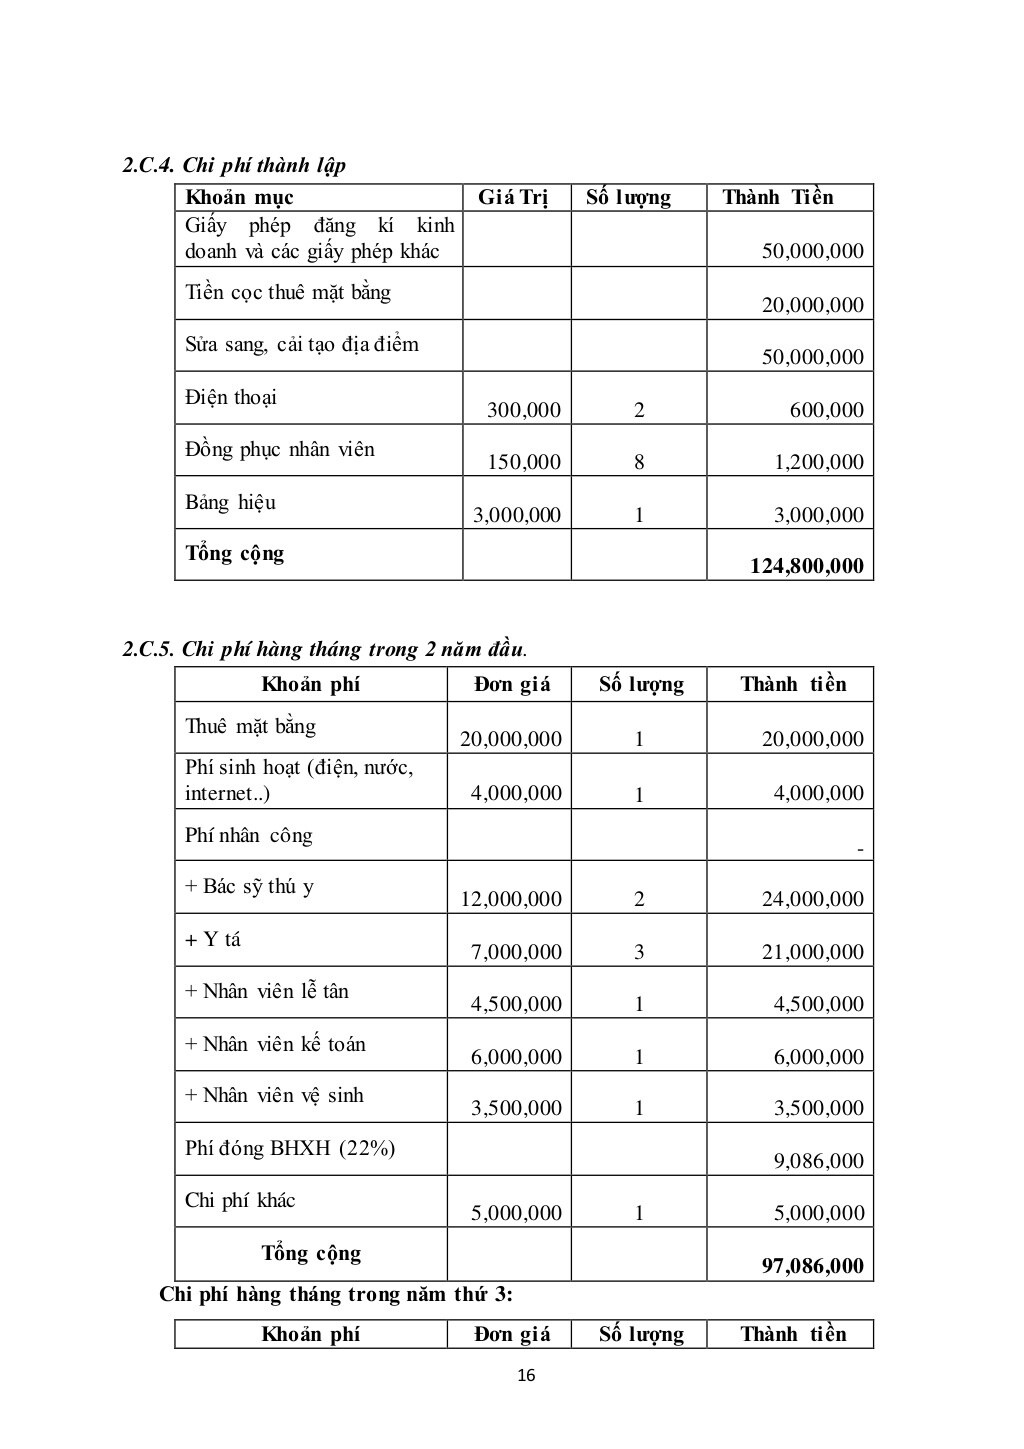 2.C.4. Chi phí thành lập
Khoản mục Giá Trị Số lượng Thành Tiền
Giấy phép đăng kí kinh
doanh và các giấy phép khác 50,000,000
Tiền cọc thuê mặt bằng 20,000,000
Sửa sang, cải tạo địa điểm 50,000,000
Điện thoại 300,000 2 600,000
Đồng phục nhân viên 150,000 8 1,200,000
Bảng hiệu 3,000,000 1 3,000,000
Tổng cộng 124,800,000
2.C.5. Chi phí hàng tháng trong 2 năm đầu.
Khoản phí Đơn giá Số lượng Thành tiền
Thuê mặt bằng 20,000,000 1 20,000,000
Phí sinh hoạt (điện, nước,
internet..) 4,000,000 1 4,000,000
Phí nhân công -
+ Bác sỹ thú y 12,000,000 2 24,000,000
+ Y tá 7,000,000 3 21,000,000
+ Nhân viên lễ tân 4,500,000 1 4,500,000
+ Nhân viên kế toán 6,000,000 1 6,000,000
+ Nhân viên vệ sinh 3,500,000 1 3,500,000
Phí đóng BHXH (22%) 9,086,000
Chi phí khác 5,000,000 1 5,000,000
Tổng cộng 97,086,000
Chi phí hàng tháng trong năm thứ 3:
Khoản phí Đơn giá Số lượng Thành tiền
16